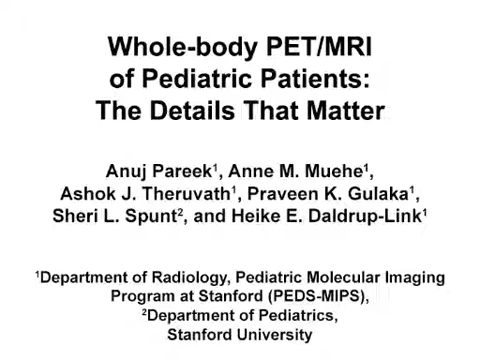 Whole-body PET/MRI
of Pediatric Patients:
The Details That Matter
Anuj Pareek¹, Anne M. Muehe¹,
Ashok J. Theruvath¹, Praveen K. Gulaka¹,
Sheri L. Spunt², and Heike E. Daldrup-Link¹
¹Department of Radiology, Pediatric Molecular Imaging
Program at Stanford (PEDS-MIPS),
²Department of Pediatrics,
Stanford University